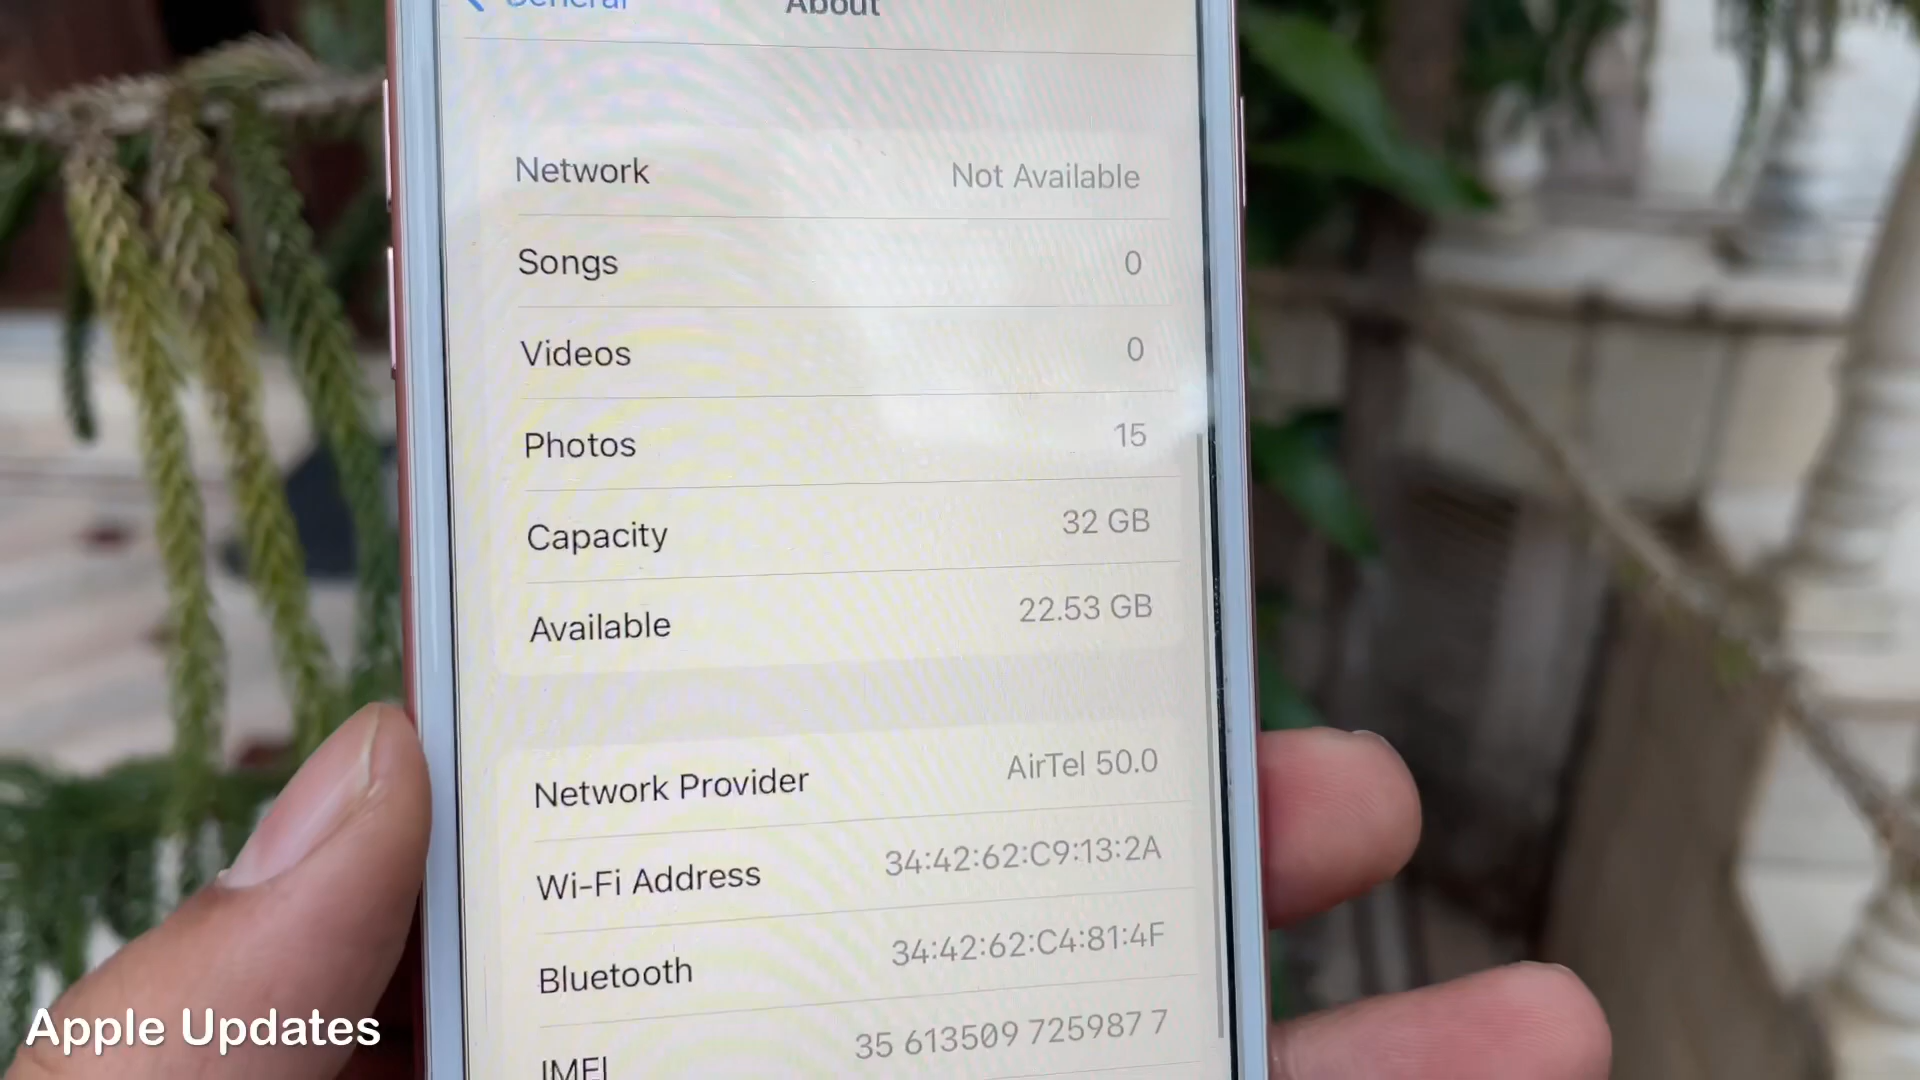 General About
Network Not Available
Songs 0
Videos 0
Photos 15
Capacity 32 GB
Available 22.53 GB
Network Provider AirTel 50.0
Wi-Fi Address 34:42:62:C9:13:2A
Bluetooth 34:42:62:C4:81:4F
IMEI 35 613509 725987 7
Apple Updates